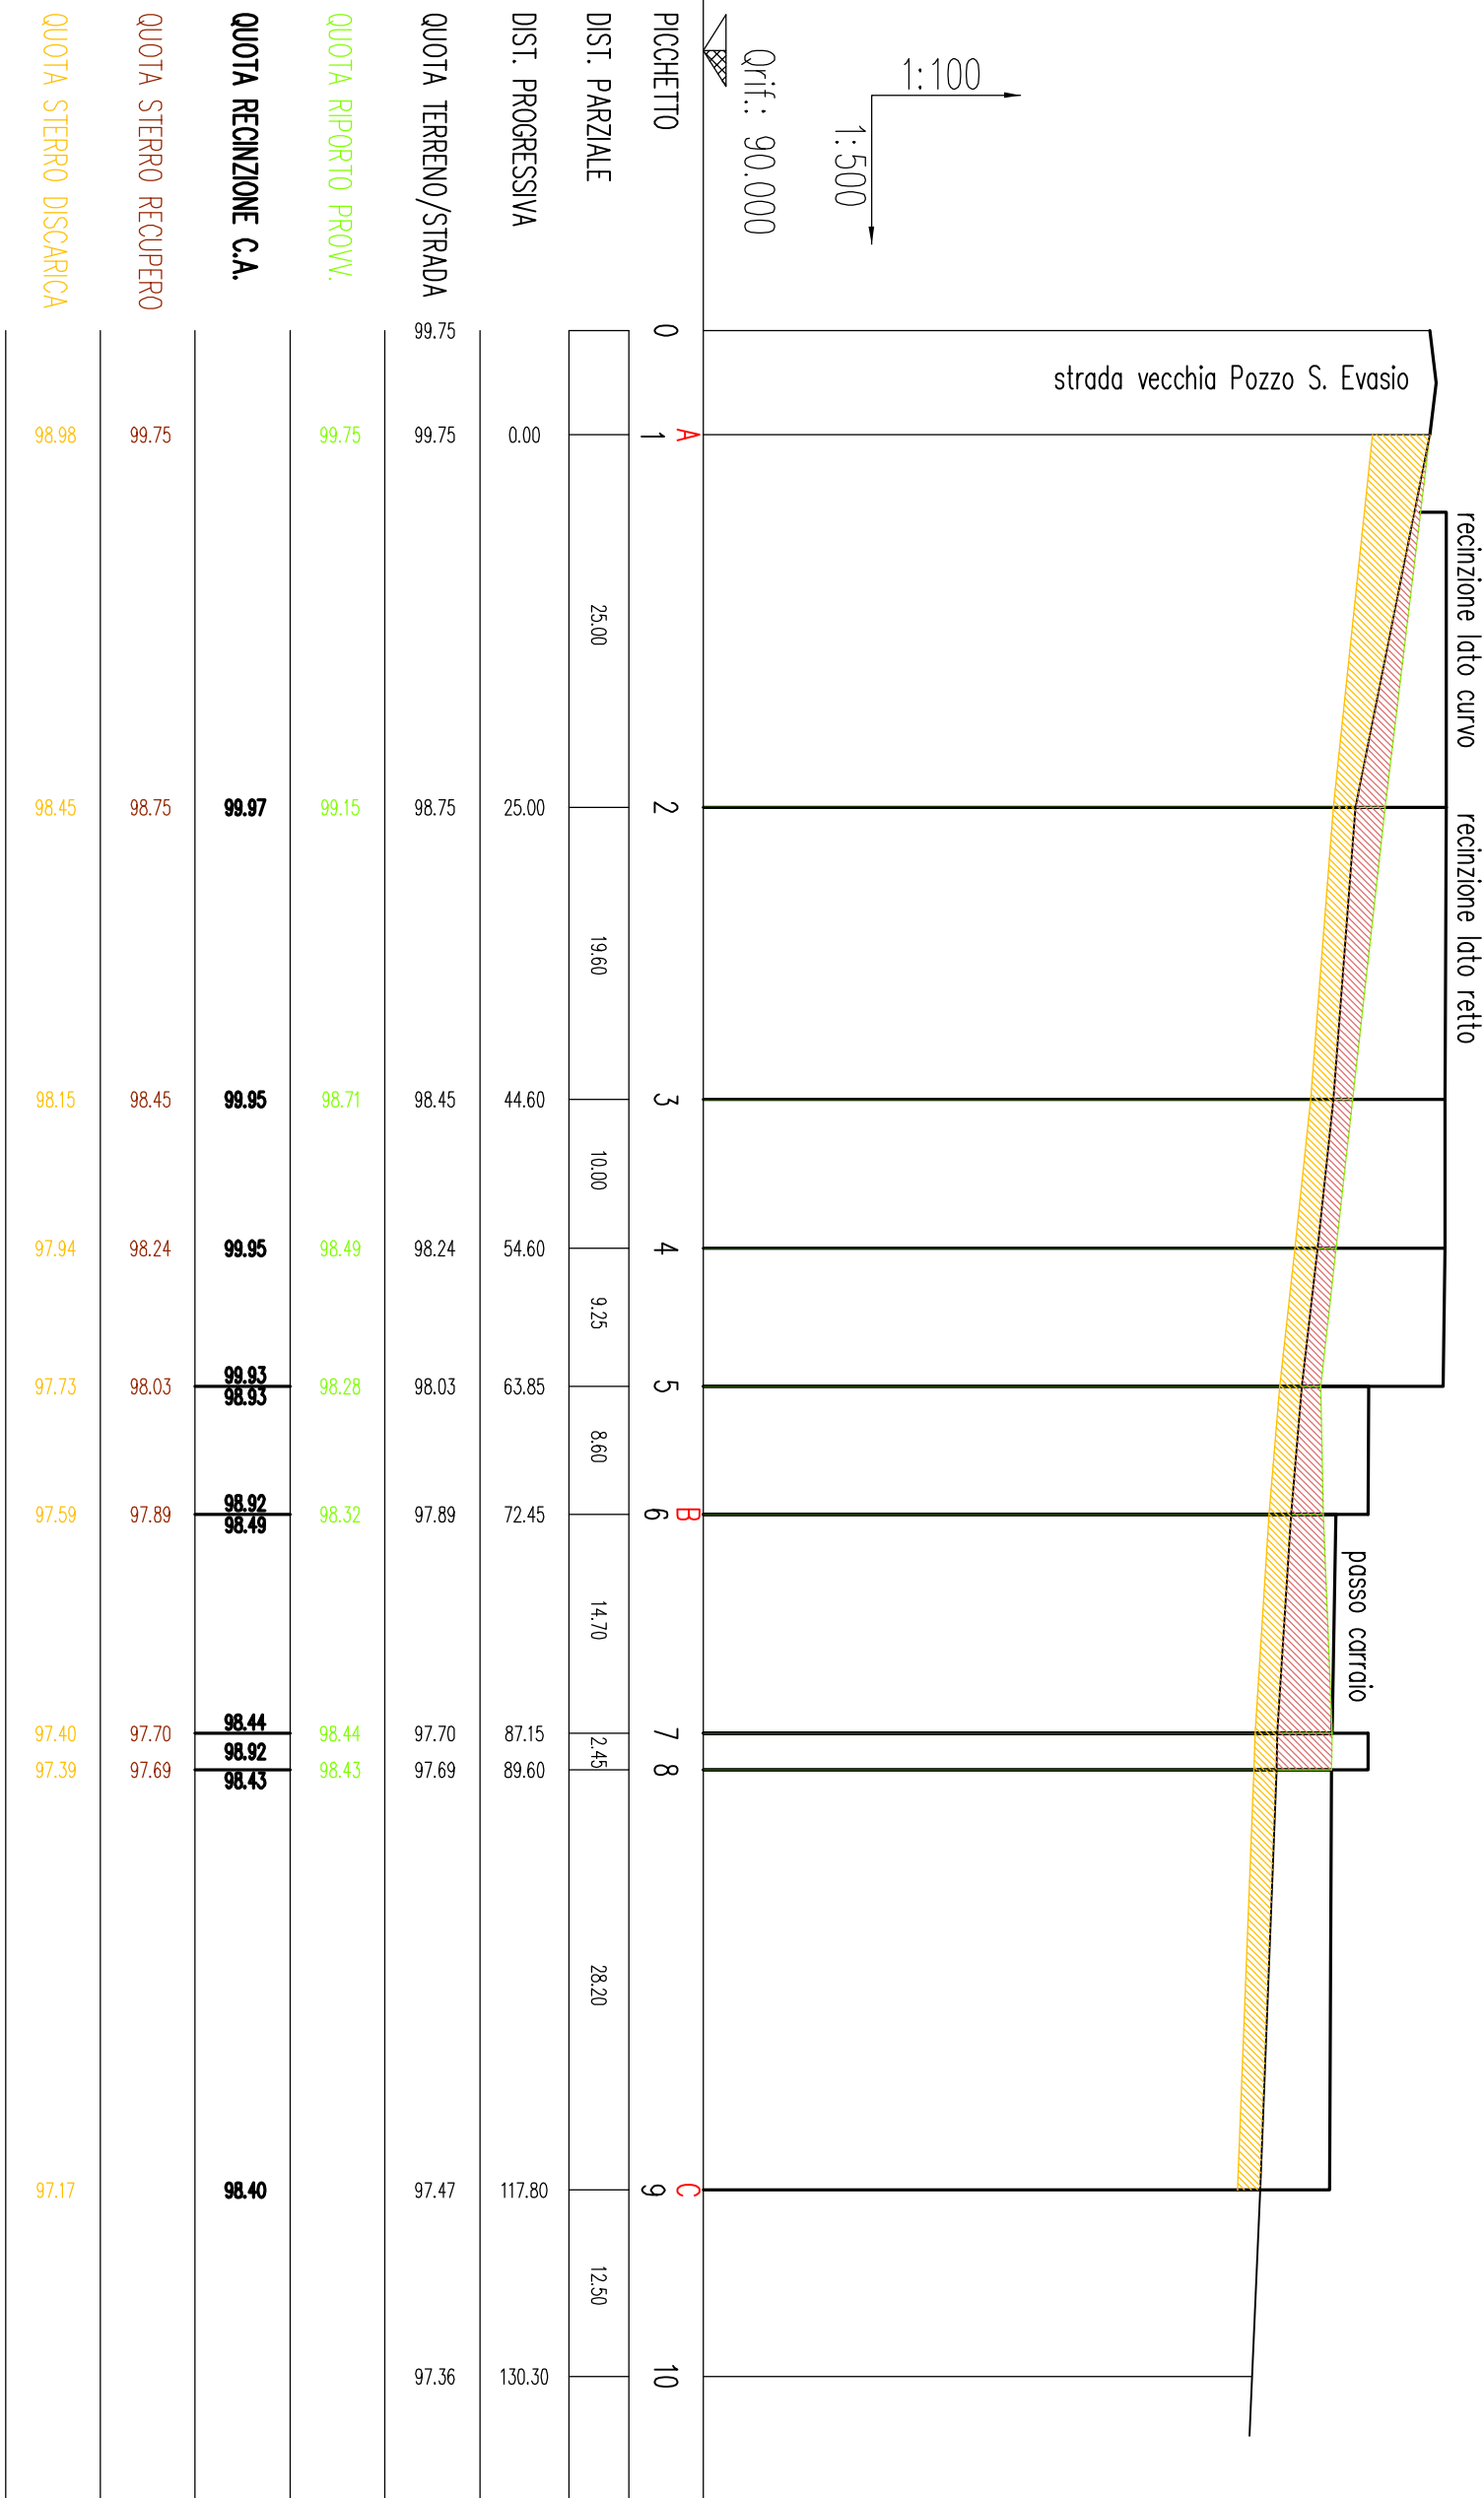 recinzione lato curvo
recinzione lato retto
strada vecchia Pozzo S. Evasio
passo carraio
1:100
1:500
Qrif.: 90.000
PICCHETTO 0 A 1 2 3 4 5 B 6 7 8 C 9 10
DIST. PARZIALE 25.00 19.60 10.00 9.25 8.60 14.70 2.45 28.20 12.50
DIST. PROGRESSIVA 0.00 25.00 44.60 54.60 63.85 72.45 87.15 89.60 117.80 130.30
QUOTA TERRENO/STRADA 99.75 99.75 98.75 98.45 98.24 98.03 97.89 97.70 97.69 97.47 97.36
QUOTA RIPORTO PROVV. 99.75 99.15 98.71 98.49 98.28 98.32 98.44 98.43
QUOTA RECINZIONE C.A. 99.97 99.95 99.95 99.93 98.93 98.92 98.49 98.44 98.92 98.43 98.40
QUOTA STERRO RECUPERO 99.75 98.75 98.45 98.24 98.03 97.89 97.70 97.69
QUOTA STERRO DISCARICA 98.98 98.45 98.15 97.94 97.73 97.59 97.40 97.39 97.17